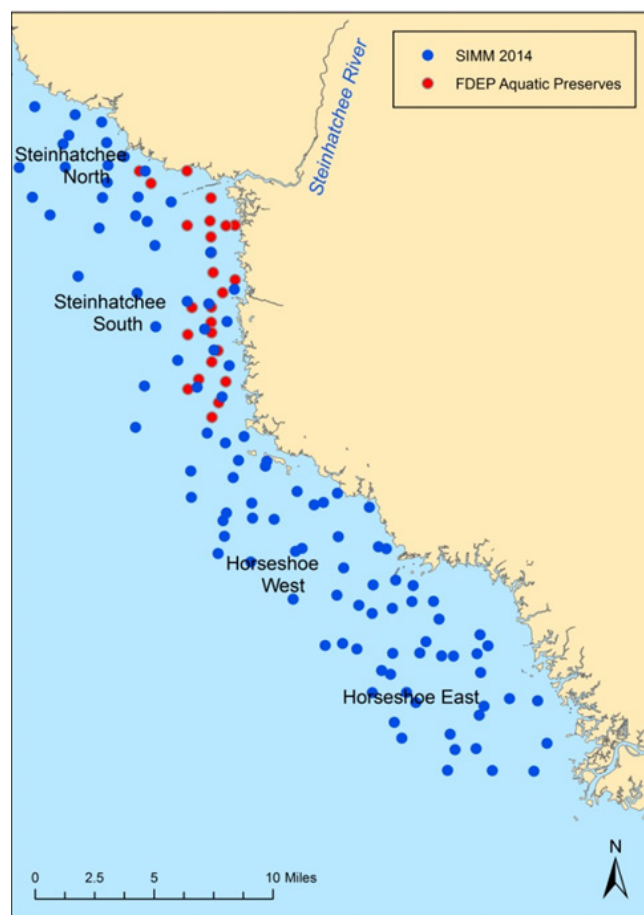 SIMM 2014
FDEP Aquatic Preserves
Steinhatchee River
Steinhatchee
North
Steinhatchee
South
Horseshoe
West
Horseshoe East
N
0 2.5 5 10 Miles